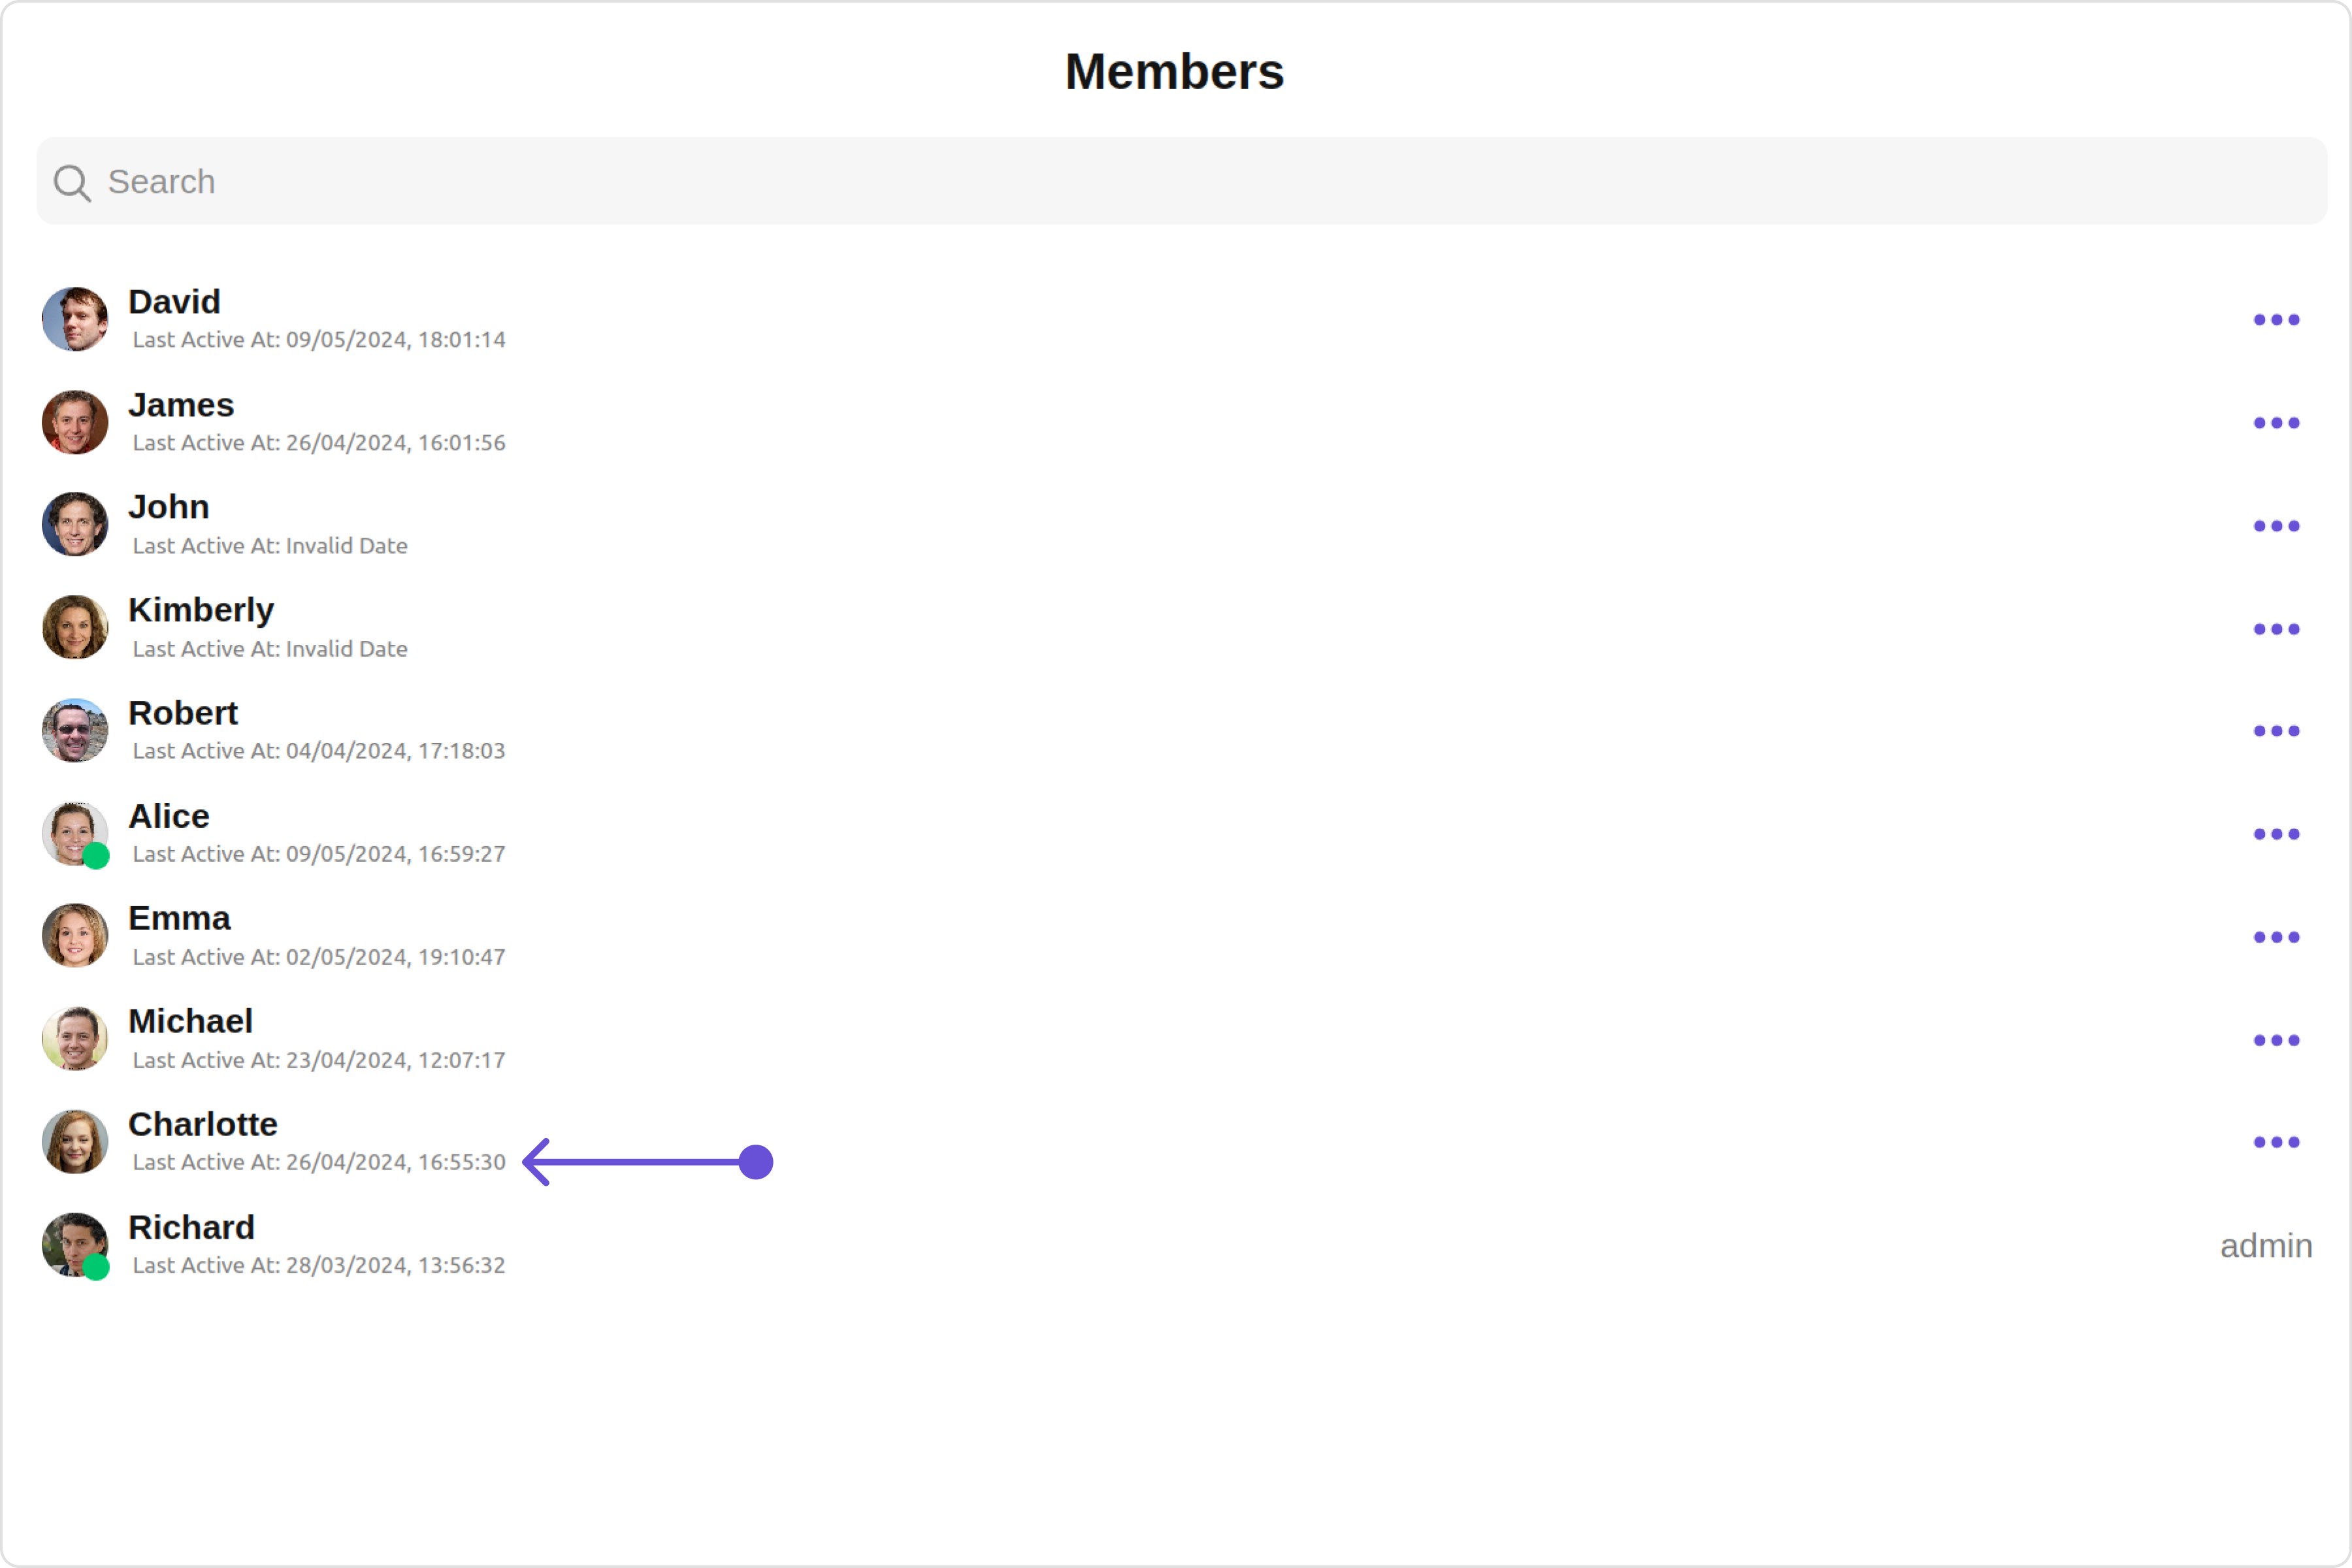 Members
Search
David
Last Active At: 09/05/2024, 18:01:14
James
Last Active At: 26/04/2024, 16:01:56
John
Last Active At: Invalid Date
Kimberly
Last Active At: Invalid Date
Robert
Last Active At: 04/04/2024, 17:18:03
Alice
Last Active At: 09/05/2024, 16:59:27
Emma
Last Active At: 02/05/2024, 19:10:47
Michael
Last Active At: 23/04/2024, 12:07:17
Charlotte
Last Active At: 26/04/2024, 16:55:30
Richard
Last Active At: 28/03/2024, 13:56:32
admin